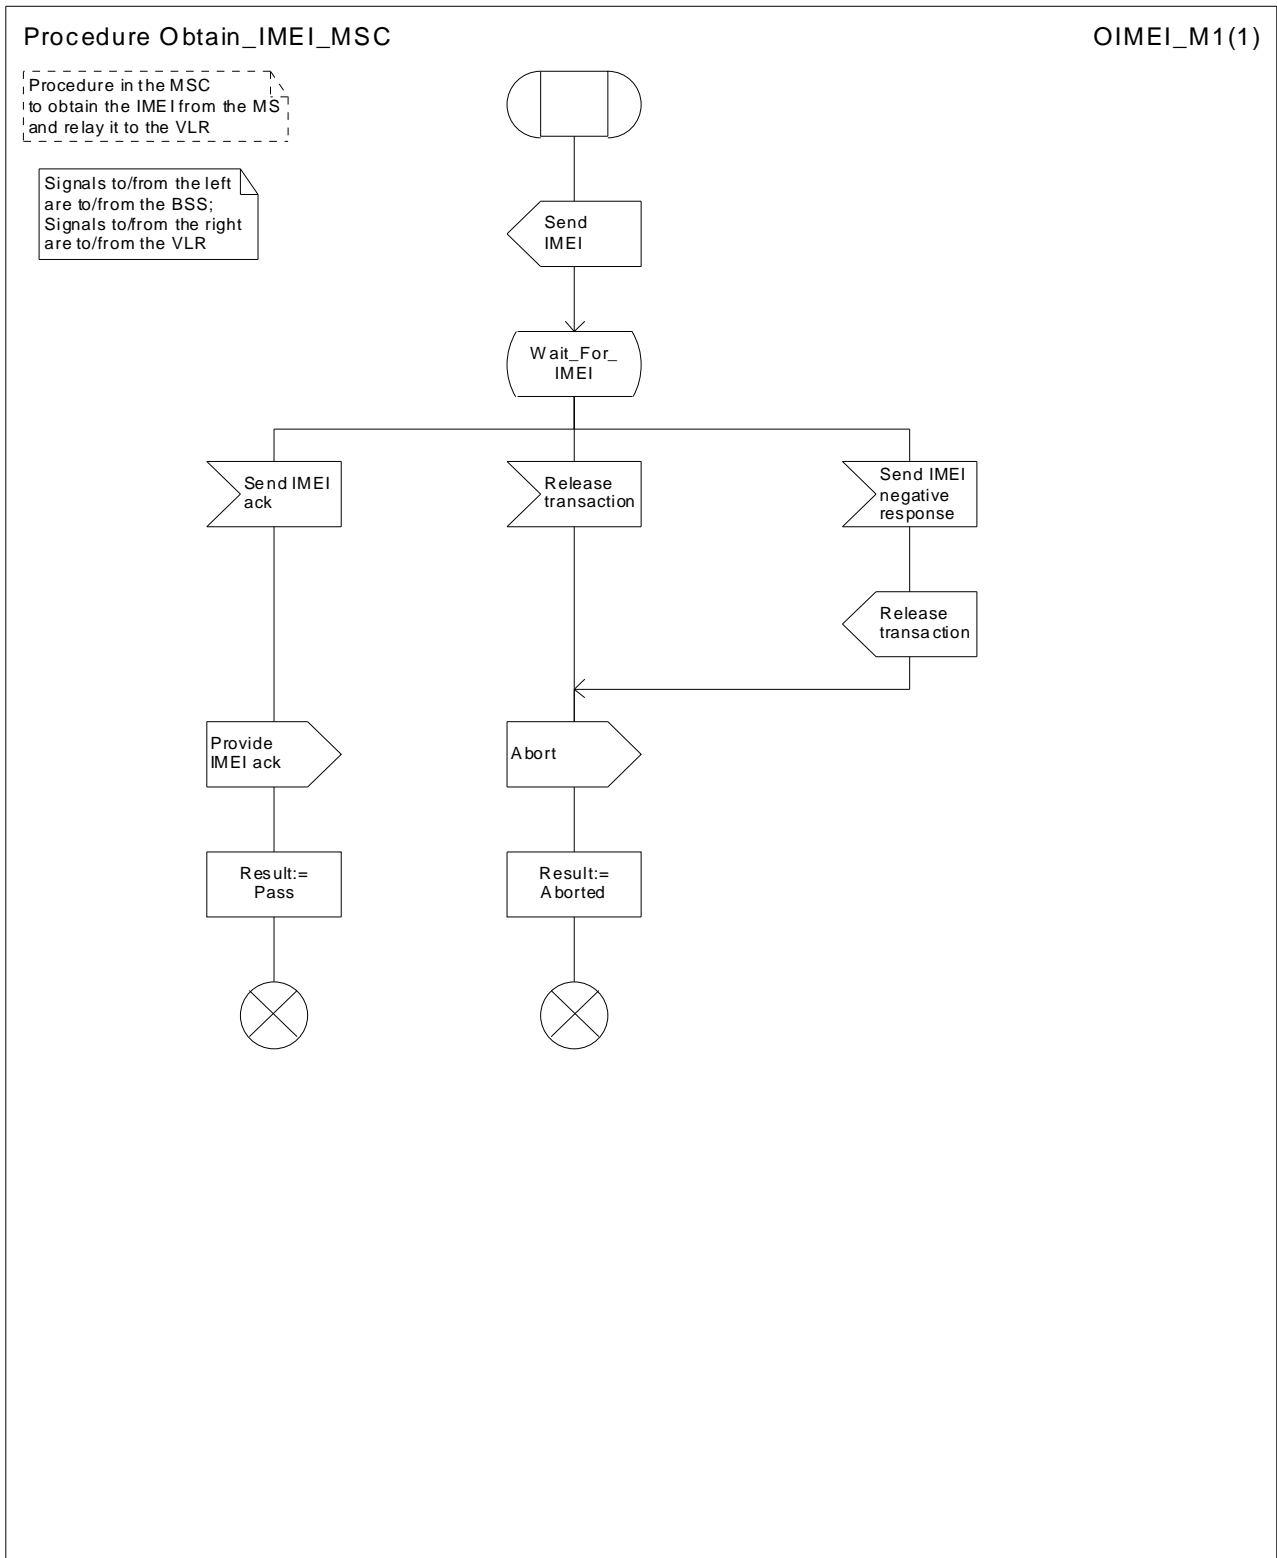 Procedure Obtain_IMEI_MSC
OIMEI_M1(1)
Procedure in the MSC
to obtain the IMEI from the MS
and relay it to the VLR
Signals to/from the left
are to/from the BSS;
Signals to/from the right
are to/from the VLR
Send
IMEI
Wait_For_
IMEI
Send IMEI
ack
Release
transaction
Send IMEI
negative
response
Release
transaction
Provide
IMEI ack
Abort
Result:=
Pass
Result:=
Aborted